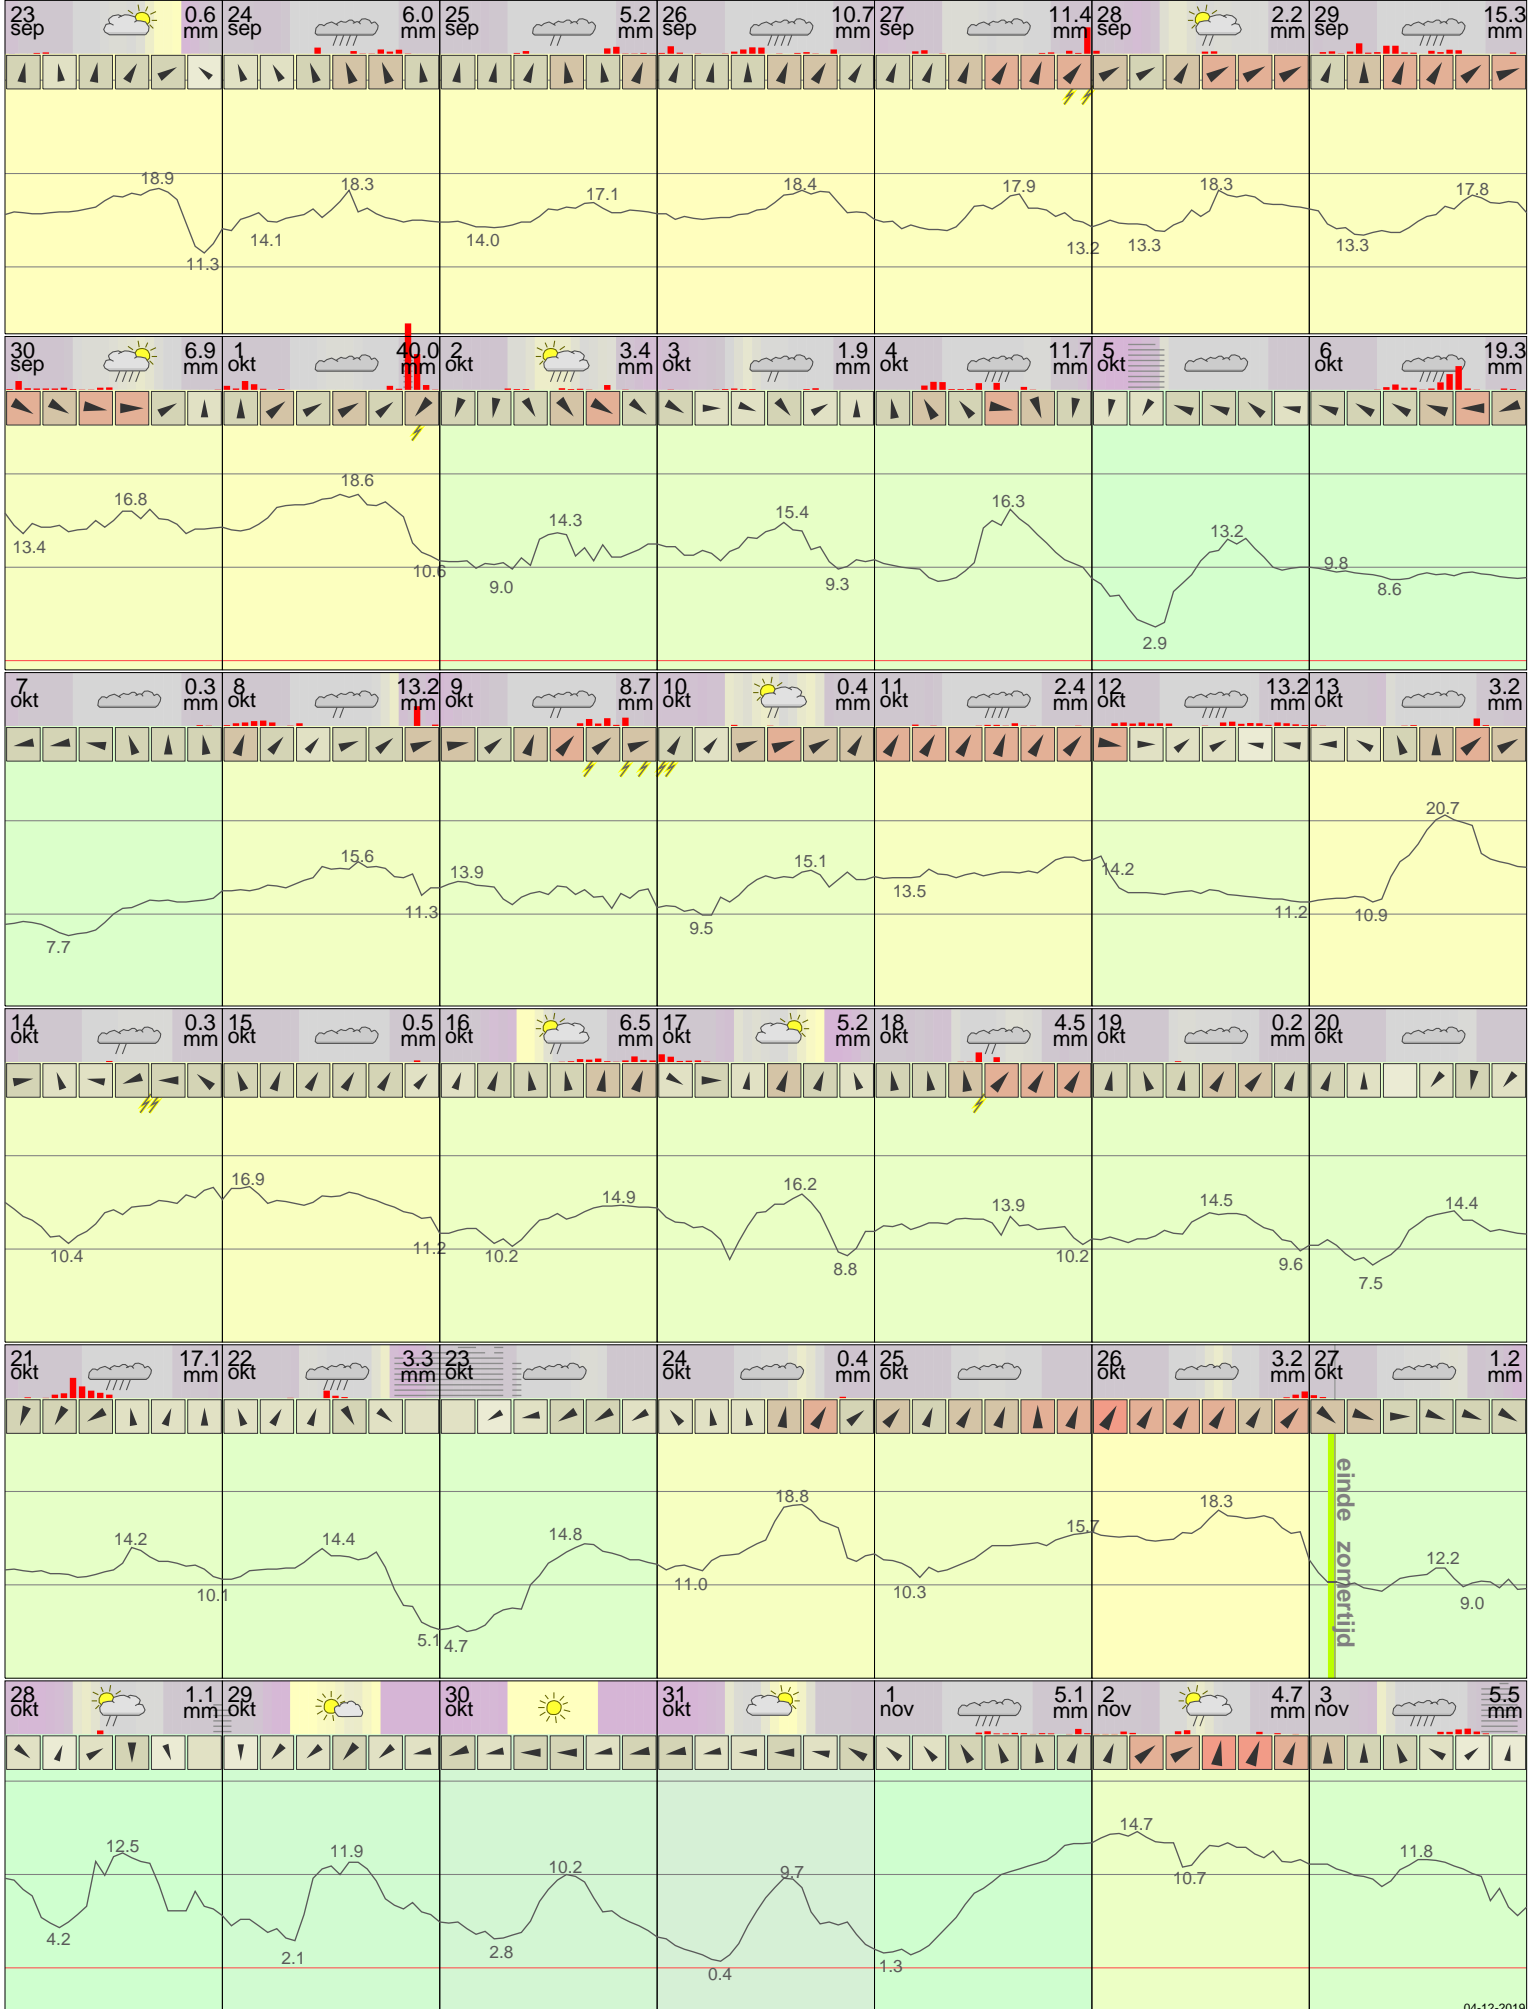 23 sep 0.6 mm 24 sep 6.0 mm 25 sep 5.2 mm 26 sep 10.7 mm 27 sep 11.4 mm 28 sep 2.2 mm 29 sep 15.3 mm
18.9 11.3 14.1 18.3 14.0 17.1 18.4 17.9 13.2 13.3 18.3 13.3 17.8
30 sep 6.9 mm 1 okt 40.0 mm 2 okt 3.4 mm 3 okt 1.9 mm 4 okt 11.7 mm 5 okt 6 okt 19.3 mm
13.4 16.8 18.6 10.6 9.0 14.3 15.4 9.3 16.3 2.9 13.2 9.8 8.6
7 okt 0.3 mm 8 okt 13.2 mm 9 okt 8.7 mm 10 okt 0.4 mm 11 okt 2.4 mm 12 okt 13.2 mm 13 okt 3.2 mm
7.7 15.6 11.3 13.9 9.5 15.1 13.5 14.2 11.2 10.9 20.7
14 okt 0.3 mm 15 okt 0.5 mm 16 okt 6.5 mm 17 okt 5.2 mm 18 okt 4.5 mm 19 okt 0.2 mm 20 okt
10.4 16.9 11.2 10.2 14.9 16.2 8.8 13.9 10.2 14.5 9.6 7.5 14.4
21 okt 17.1 mm 22 okt 3.3 mm 23 okt 24 okt 0.4 mm 25 okt 26 okt 3.2 mm 27 okt 1.2 mm
14.2 10.1 14.4 5.1 4.7 14.8 11.0 18.8 10.3 15.7 18.3 12.2 9.0
einde zomertijd
28 okt 1.1 mm 29 okt 30 okt 31 okt 1 nov 5.1 mm 2 nov 4.7 mm 3 nov 5.5 mm
4.2 12.5 2.1 11.9 2.8 10.2 0.4 9.7 1.3 14.7 10.7 11.8
04-12-2019